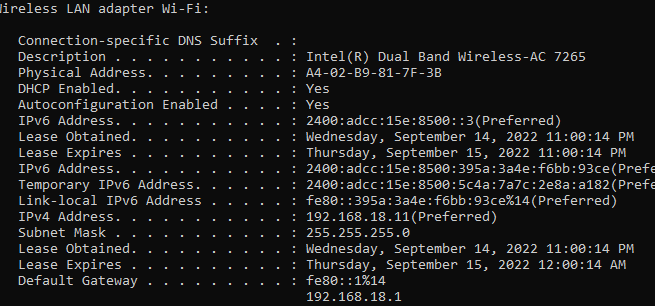 Wireless LAN adapter Wi-Fi:
Connection-specific DNS Suffix . :
Description . . . . . . . . . . . : Intel(R) Dual Band Wireless-AC 7265
Physical Address. . . . . . . . . : A4-02-B9-81-7F-3B
DHCP Enabled. . . . . . . . . . . : Yes
Autoconfiguration Enabled . . . . : Yes
IPv6 Address. . . . . . . . . . . : 2400:adcc:15e:8500::3(Preferred)
Lease Obtained. . . . . . . . . . : Wednesday, September 14, 2022 11:00:14 PM
Lease Expires . . . . . . . . . . : Thursday, September 15, 2022 11:00:14 PM
IPv6 Address. . . . . . . . . . . : 2400:adcc:15e:8500:395a:3a4e:f6bb:93ce(Prefe
Temporary IPv6 Address. . . . . . : 2400:adcc:15e:8500:5c4a:7a7c:2e8a:a182(Prefe
Link-local IPv6 Address . . . . . : fe80::395a:3a4e:f6bb:93ce%14(Preferred)
IPv4 Address. . . . . . . . . . . : 192.168.18.11(Preferred)
Subnet Mask . . . . . . . . . . . : 255.255.255.0
Lease Obtained. . . . . . . . . . : Wednesday, September 14, 2022 11:00:14 PM
Lease Expires . . . . . . . . . . : Thursday, September 15, 2022 12:00:14 AM
Default Gateway . . . . . . . . . : fe80::1%14
192.168.18.1